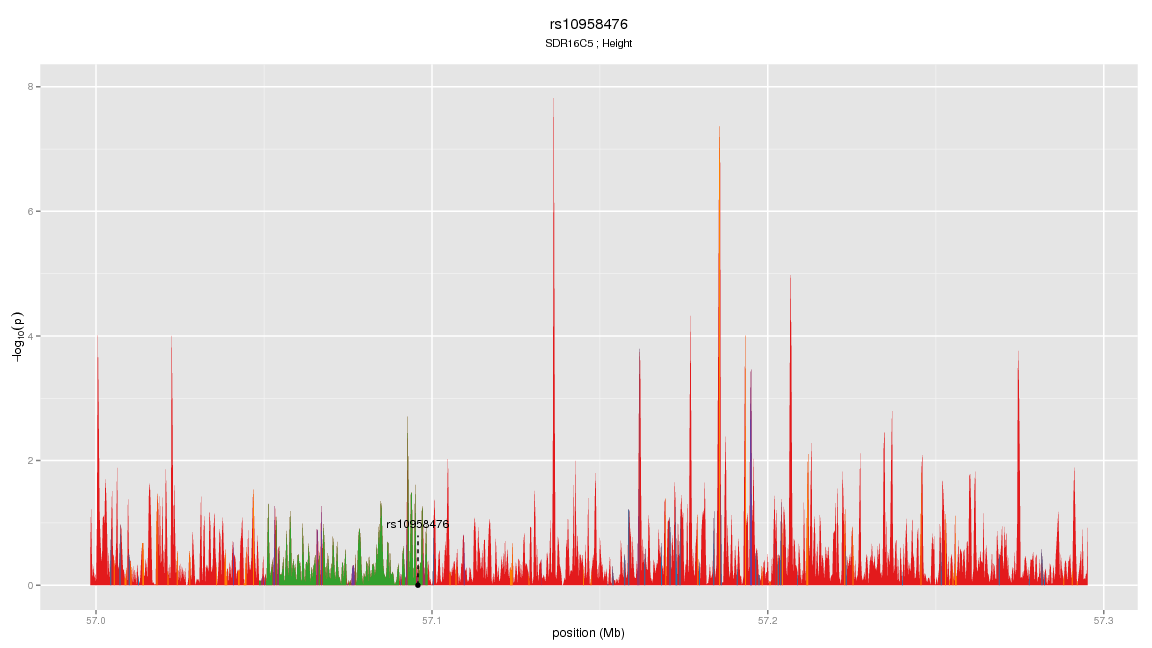 rs10958476
SDR16C5 ; Height
8
6
4
2
0
−log10(p)
rs10958476
57.0 57.1 57.2 57.3
position (Mb)